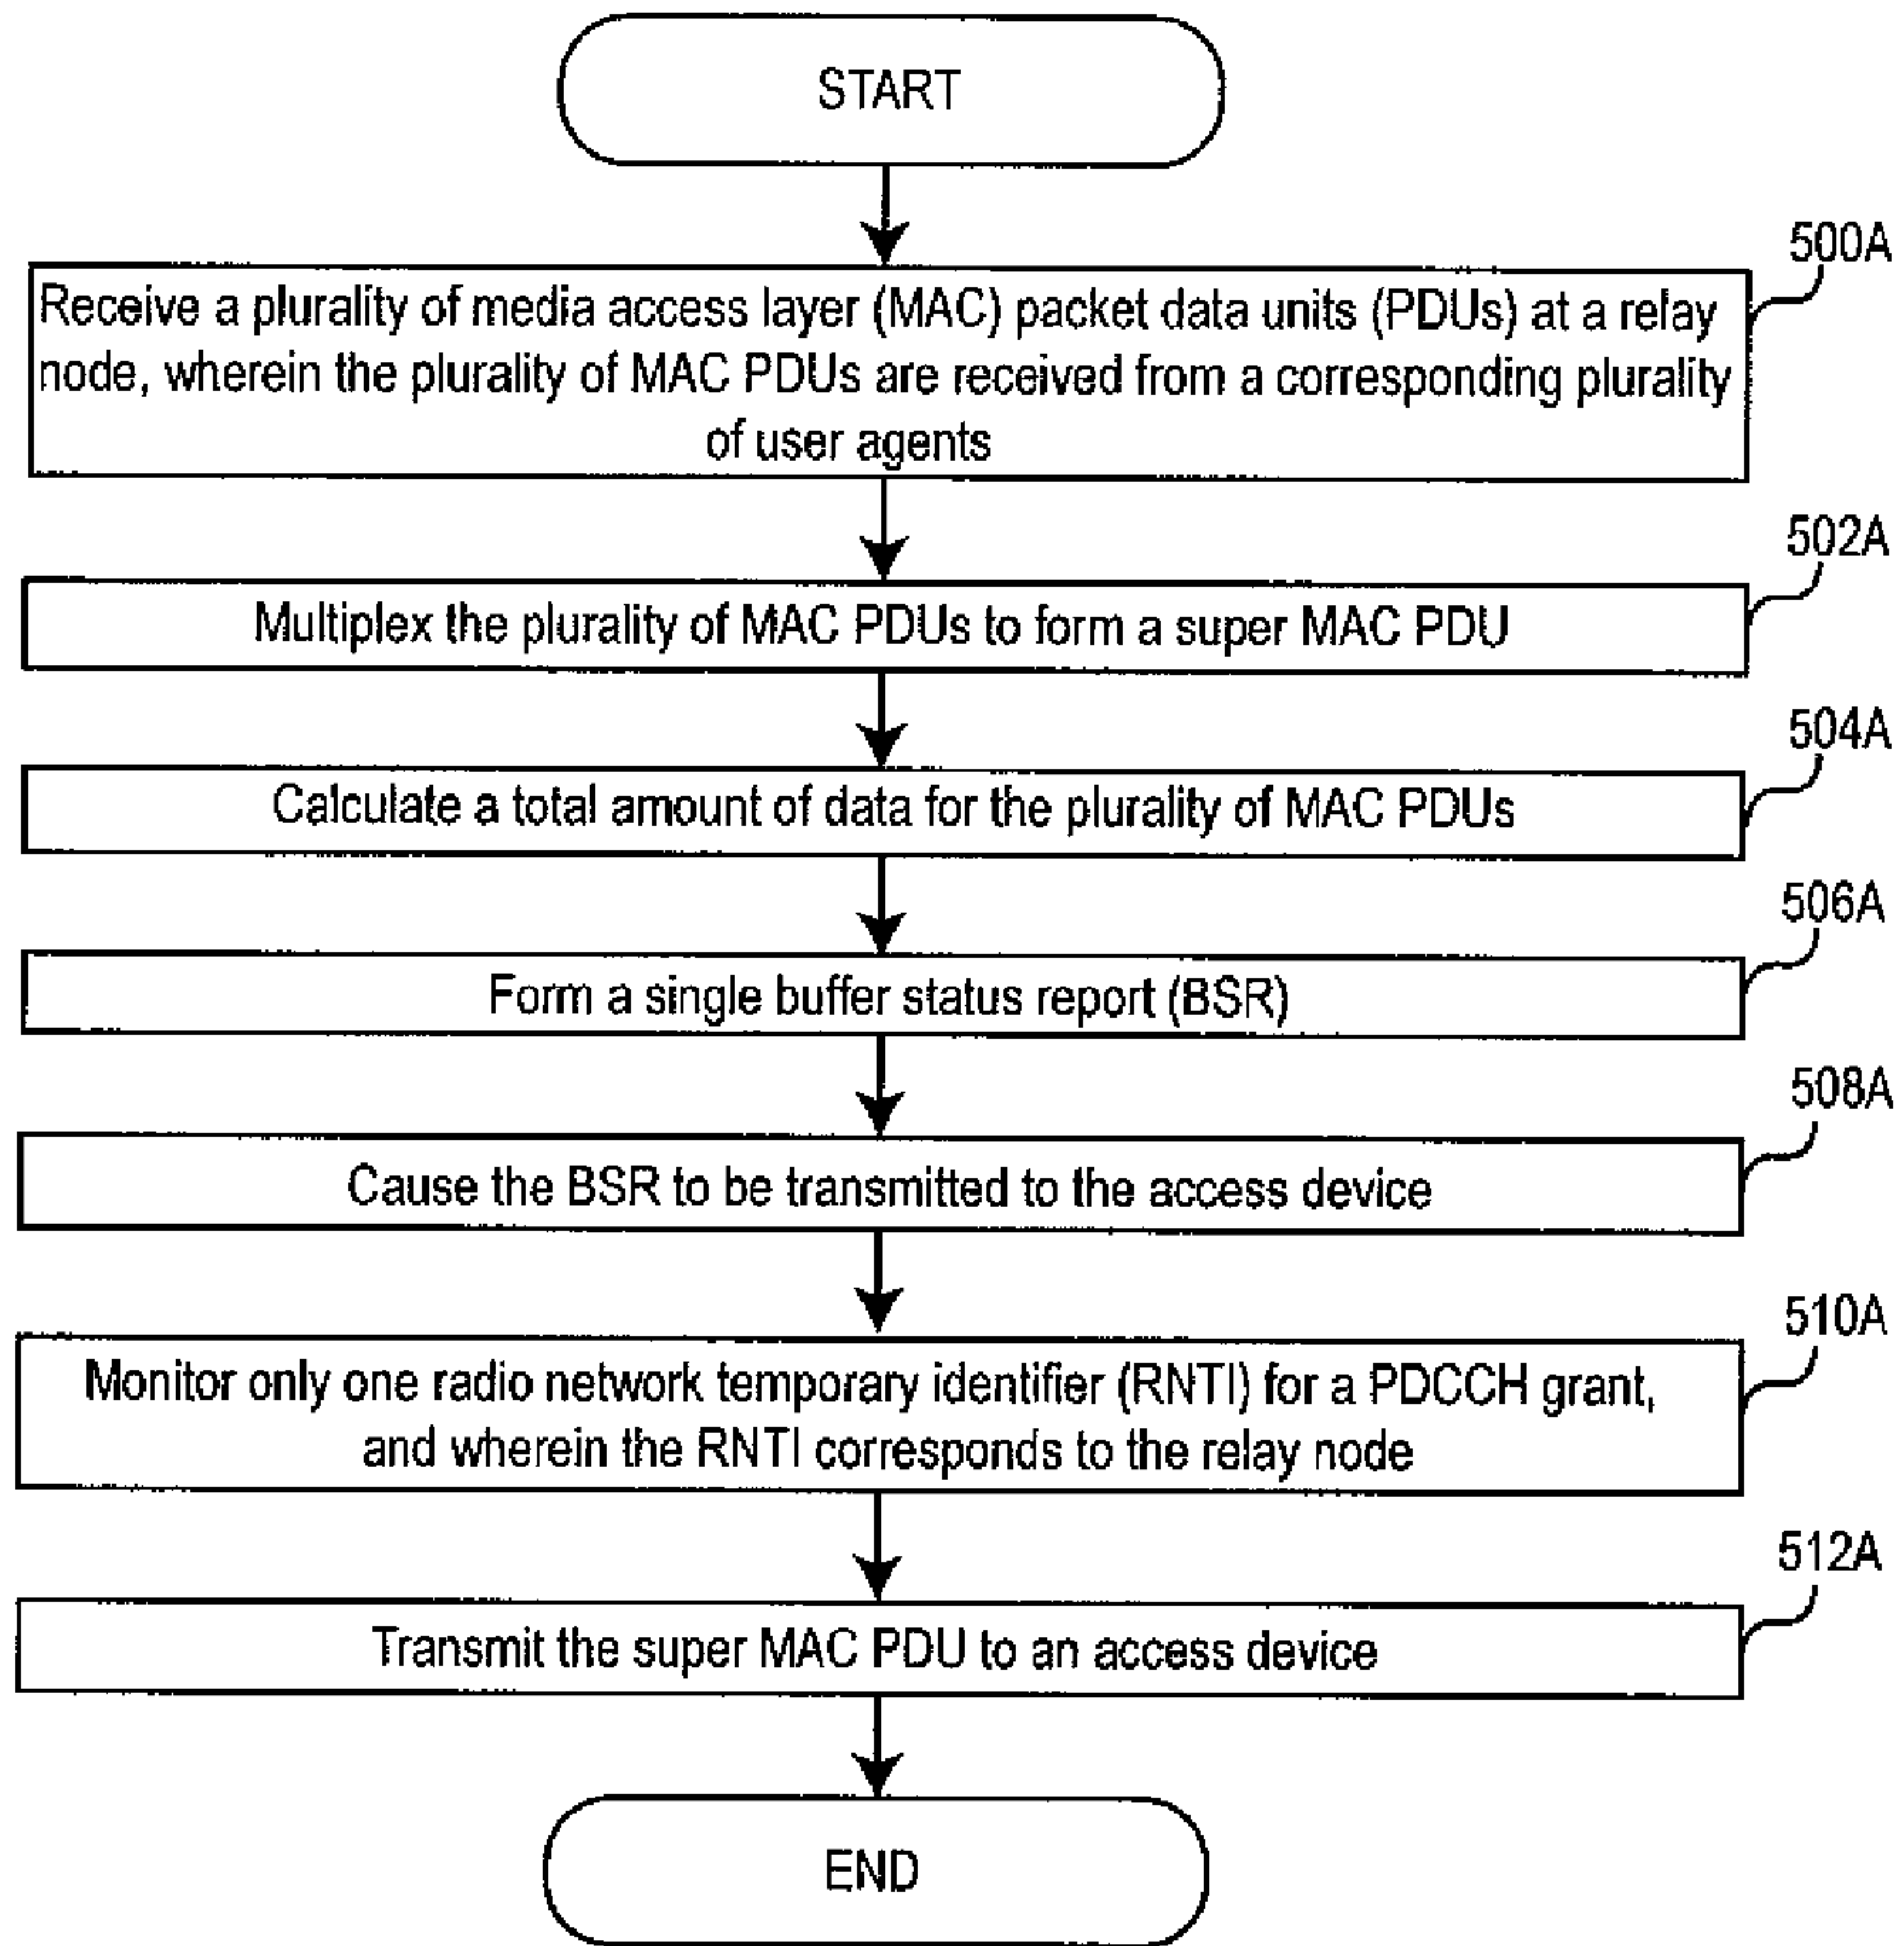 START
500A
Receive a plurality of media access layer (MAC) packet data units (PDUs) at a relay
node, wherein the plurality of MAC PDUs are received from a corresponding plurality
of user agents
502A
Multiplex the plurality of MAC PDUs to form a super MAC PDU
504A
Calculate a total amount of data for the plurality of MAC PDUs
506A
Form a single buffer status report (BSR)
508A
Cause the BSR to be transmitted to the access device
510A
Monitor only one radio network temporary identifier (RNTI) for a PDCCH grant,
and wherein the RNTI corresponds to the relay node
512A
Transmit the super MAC PDU to an access device
END